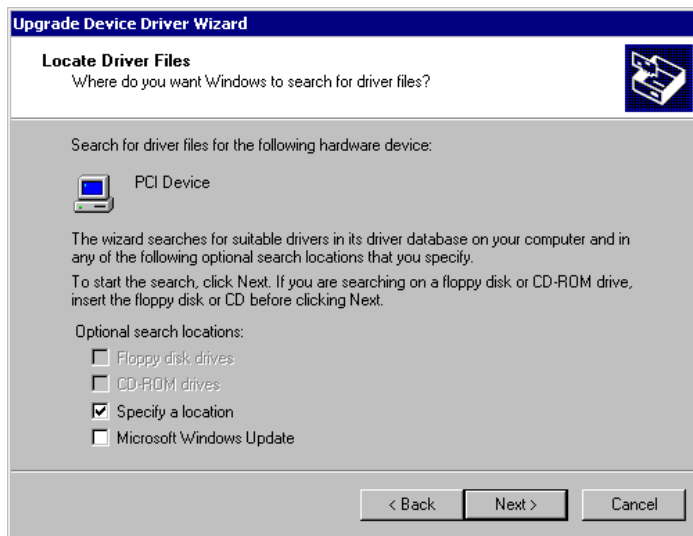 Upgrade Device Driver Wizard
Locate Driver Files
Where do you want Windows to search for driver files?
Search for driver files for the following hardware device:
PCI Device
The wizard searches for suitable drivers in its driver database on your computer and in
any of the following optional search locations that you specify.
To start the search, click Next. If you are searching on a floppy disk or CD-ROM drive,
insert the floppy disk or CD before clicking Next.
Optional search locations:
Floppy disk drives
CD-ROM drives
Specify a location
Microsoft Windows Update
< Back Next > Cancel